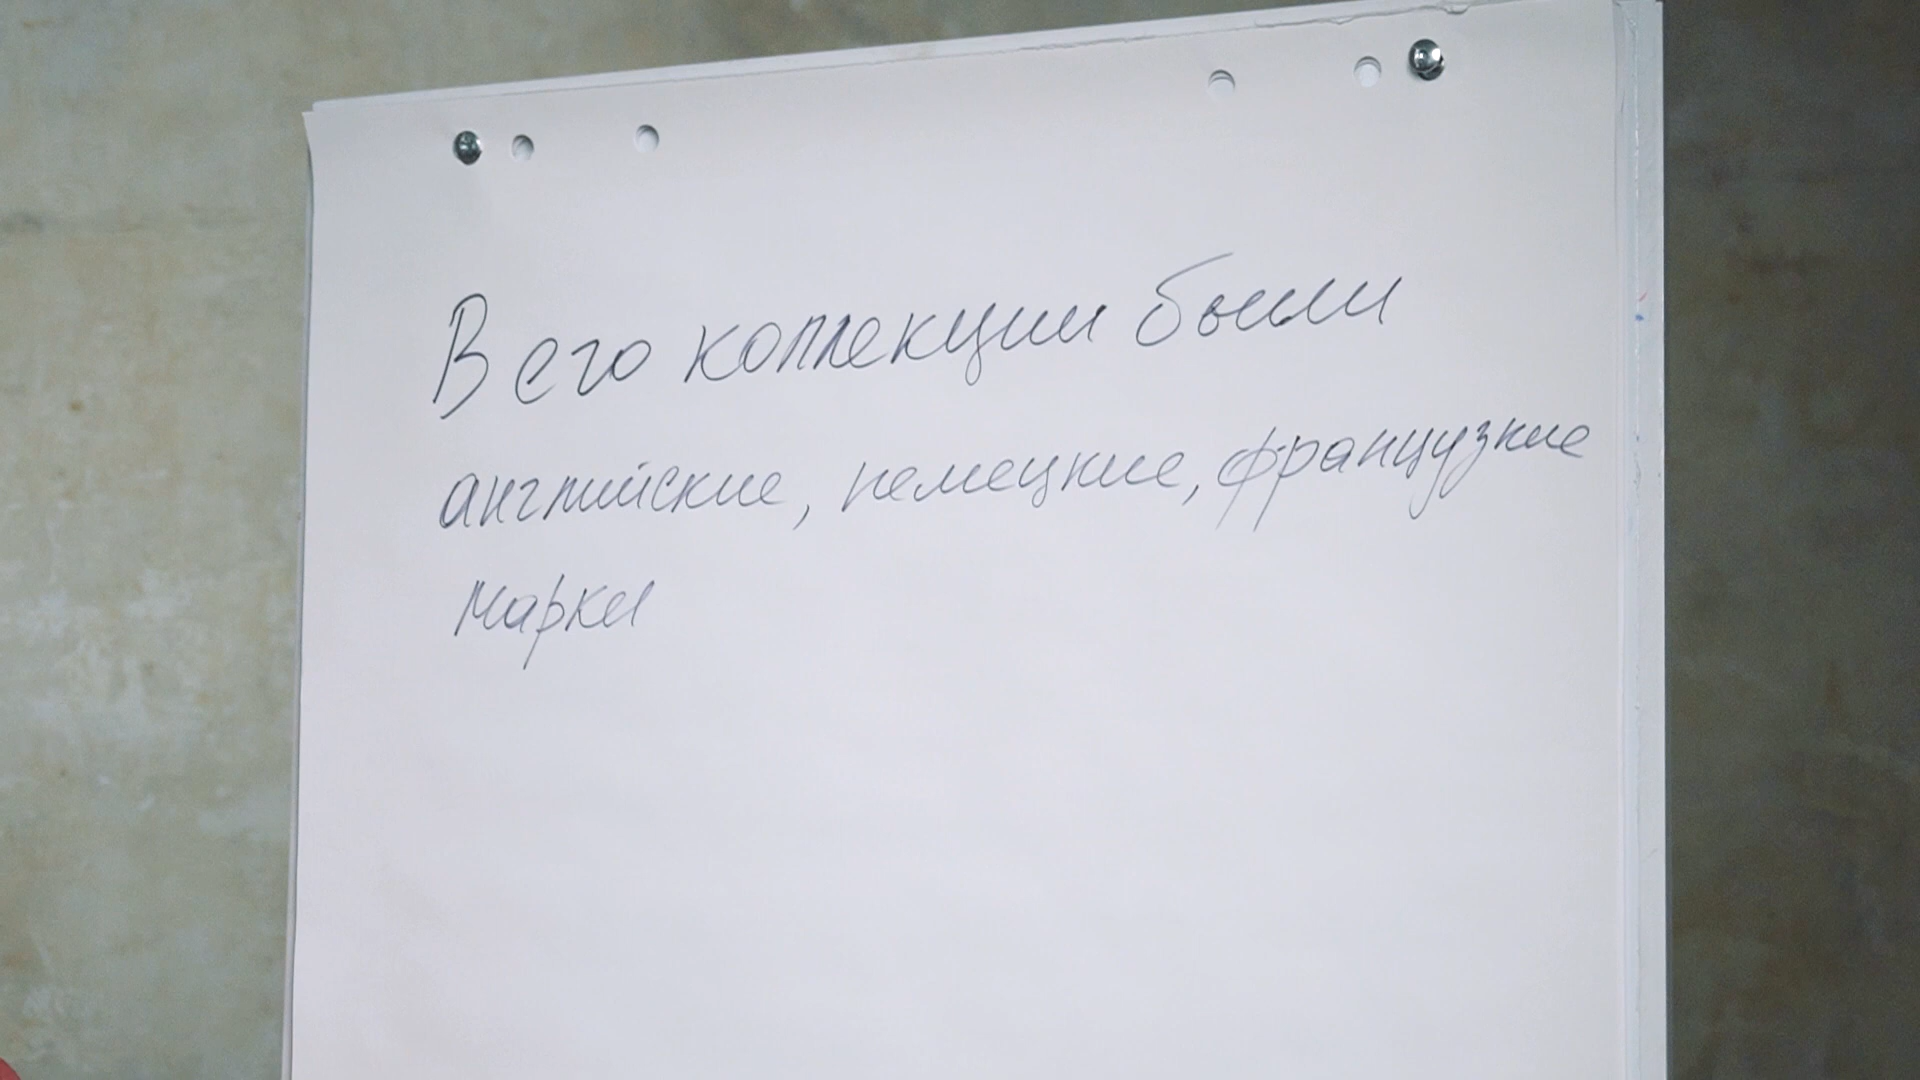 В его коллекции были
английские, немецкие, французкие
марки